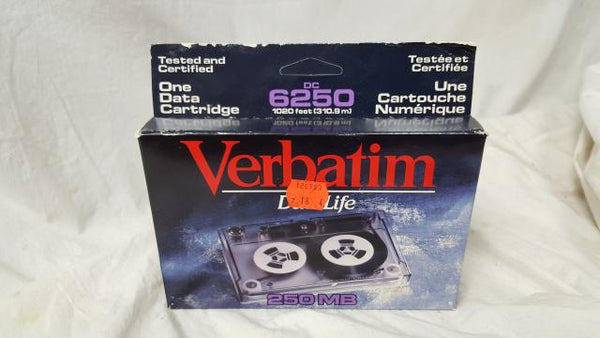 Tested and
Certified
One
Data
Cartridge
DC
6250
1020 feet (310.9 m)
Testée et
Certifiée
Une
Cartouche
Numérique
Verbatim
Life
250 MB